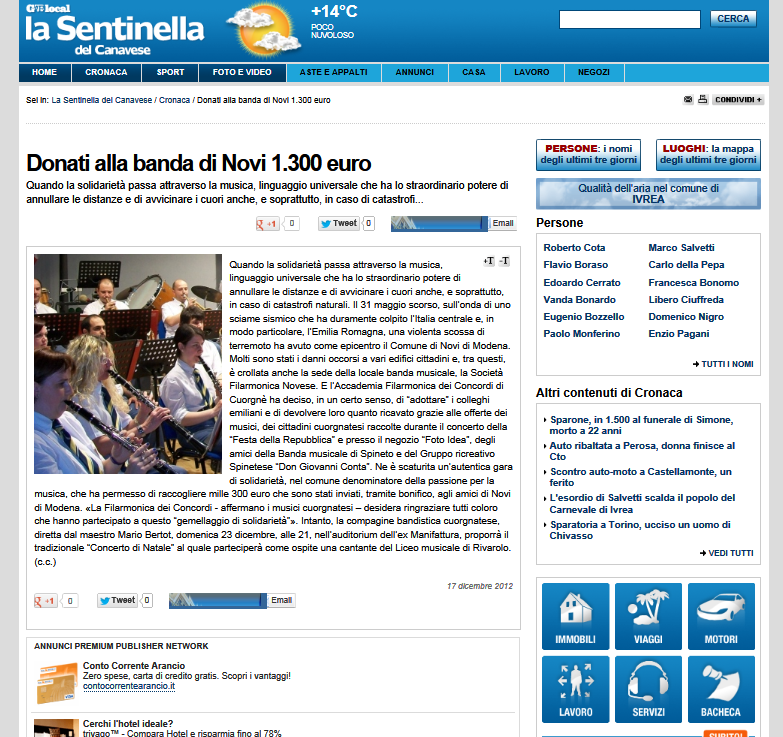 GEO local
la Sentinella
del Canavese
+14°C
POCO
NUVOLOSO
CERCA
HOME CRONACA SPORT FOTO E VIDEO ASTE E APPALTI ANNUNCI CASA LAVORO NEGOZI
Sei in: La Sentinella del Canavese / Cronaca / Donati alla banda di Novi 1.300 euro
CONDIVIDI +
Donati alla banda di Novi 1.300 euro
Quando la solidarietà passa attraverso la musica, linguaggio universale che ha lo straordinario potere di
annullare le distanze e di avvicinare i cuori anche, e soprattutto, in caso di catastrofi...
+1 0 Tweet 0 Email
+T -T
Quando la solidarietà passa attraverso la musica,
linguaggio universale che ha lo straordinario potere di
annullare le distanze e di avvicinare i cuori anche, e soprattutto,
in caso di catastrofi naturali. Il 31 maggio scorso, sull'onda di uno
sciame sismico che ha duramente colpito l'Italia centrale e, in
modo particolare, l'Emilia Romagna, una violenta scossa di
terremoto ha avuto come epicentro il Comune di Novi di Modena.
Molti sono stati i danni occorsi a vari edifici cittadini e, tra questi,
è crollata anche la sede della locale banda musicale, la Società
Filarmonica Novese. E l'Accademia Filarmonica dei Concordi di
Cuorgnè ha deciso, in un certo senso, di “adottare” i colleghi
emiliani e di devolvere loro quanto ricavato grazie alle offerte dei
musici, dei cittadini cuorgnatesi raccolte durante il concerto della
“Festa della Repubblica” e presso il negozio “Foto Idea”, degli
amici della Banda musicale di Spineto e del Gruppo ricreativo
Spinetese “Don Giovanni Conta”. Ne è scaturita un'autentica gara
di solidarietà, nel comune denominatore della passione per la
musica, che ha permesso di raccogliere mille 300 euro che sono stati inviati, tramite bonifico, agli amici di Novi
di Modena. «La Filarmonica dei Concordi - affermano i musici cuorgnatesi – desidera ringraziare tutti coloro
che hanno partecipato a questo “gemellaggio di solidarietà”». Intanto, la compagine bandistica cuorgnatese,
diretta dal maestro Mario Bertot, domenica 23 dicembre, alle 21, nell'auditorium dell'ex Manifattura, proporrà il
tradizionale “Concerto di Natale” al quale parteciperà come ospite una cantante del Liceo musicale di Rivarolo.
(c.c.)
17 dicembre 2012
+1 0 Tweet 0 Email
ANNUNCI PREMIUM PUBLISHER NETWORK
Conto Corrente Arancio
Zero spese, carta di credito gratis. Scopri i vantaggi!
contocorrentearancio.it
Cerchi l'hotel ideale?
trivago™ - Compara Hotel e risparmia fino al 78%
PERSONE: i nomi
degli ultimi tre giorni
LUOGHI: la mappa
degli ultimi tre giorni
Qualità dell'aria nel comune di
IVREA
Persone
Roberto Cota Marco Salvetti
Flavio Boraso Carlo della Pepa
Edoardo Cerrato Francesca Bonomo
Vanda Bonardo Libero Ciuffreda
Eugenio Bozzello Domenico Nigro
Paolo Monferino Enzio Pagani
TUTTI I NOMI
Altri contenuti di Cronaca
Sparone, in 1.500 al funerale di Simone,
morto a 22 anni
Auto ribaltata a Perosa, donna finisce al
Cto
Scontro auto-moto a Castellamonte, un
ferito
L'esordio di Salvetti scalda il popolo del
Carnevale di Ivrea
Sparatoria a Torino, ucciso un uomo di
Chivasso
VEDI TUTTI
IMMOBILI VIAGGI MOTORI
LAVORO SERVIZI BACHECA
SUBITO!